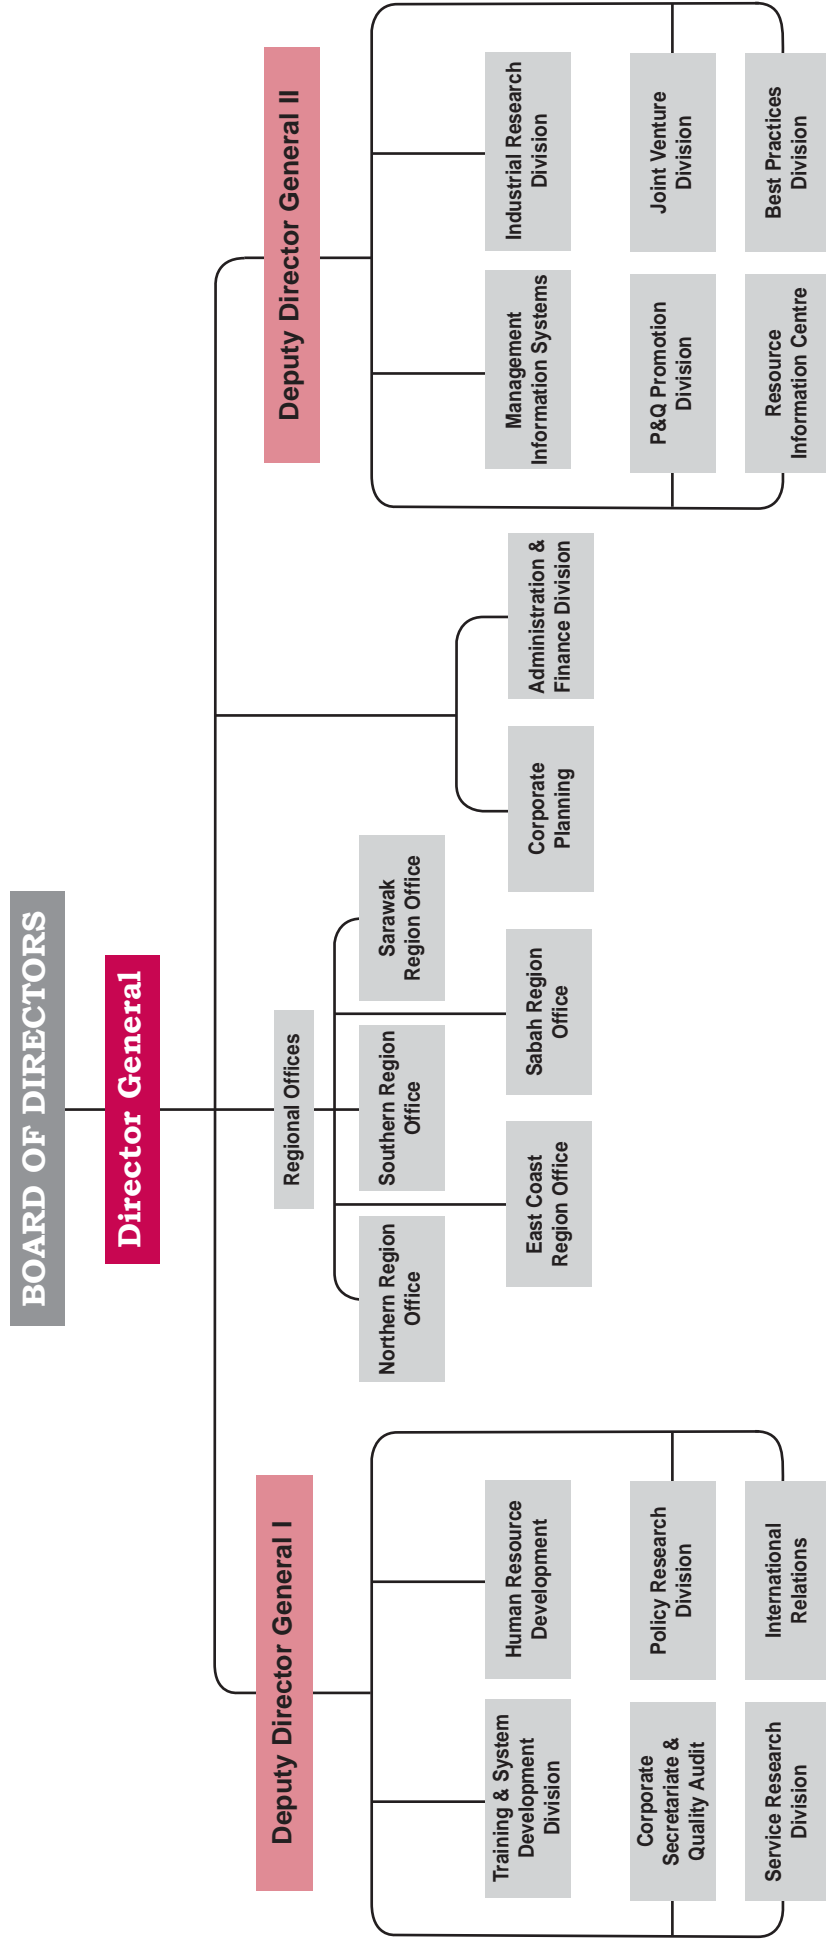 BOARD OF DIRECTORS
Director General
Deputy Director General I
Regional Offices
Deputy Director General II
Northern Region
Office
Southern Region
Office
Sarawak
Region Office
East Coast
Region Office
Sabah Region
Office
Corporate
Planning
Administration &
Finance Division
Training & System
Development
Division
Human Resource
Development
Corporate
Secretariate &
Quality Audit
Policy Research
Division
Service Research
Division
International
Relations
Management
Information Systems
Industrial Research
Division
P&Q Promotion
Division
Joint Venture
Division
Resource
Information Centre
Best Practices
Division